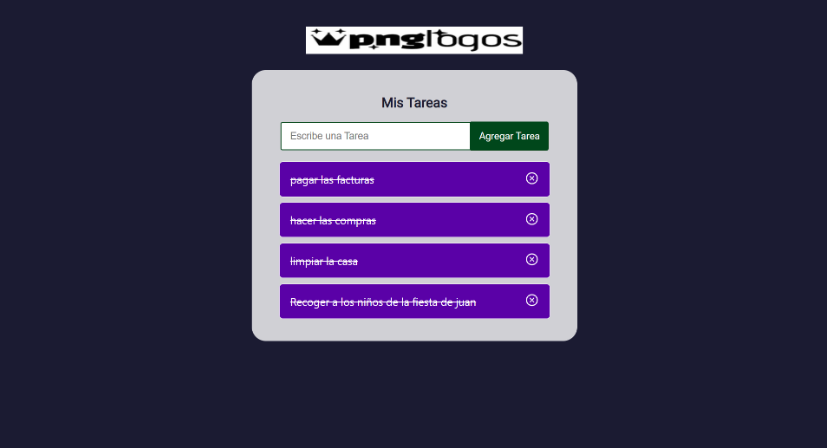 pnglogos
Mis Tareas
Escribe una Tarea
Agregar Tarea
pagar las facturas
hacer las compras
limpiar la casa
Recoger a los niños de la fiesta de juan